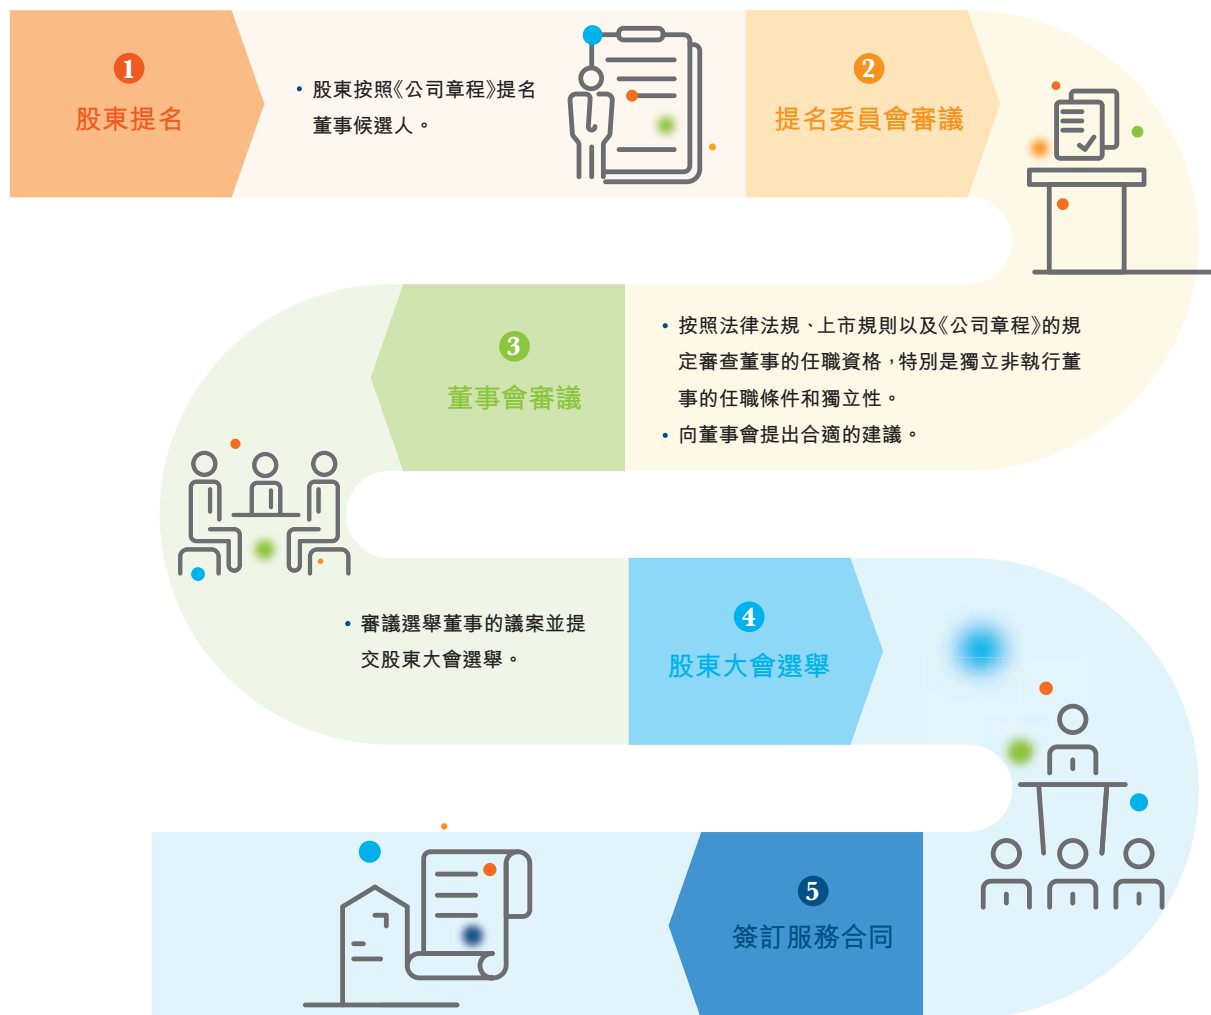 1
股東提名
• 股東按照《公司章程》提名
董事候選人。
2
提名委員會審議
• 按照法律法規、上市規則以及《公司章程》的規
定審查董事的任職資格，特別是獨立非執行董
事的任職條件和獨立性。
• 向董事會提出合適的建議。
3
董事會審議
• 審議選舉董事的議案並提
交股東大會選舉。
4
股東大會選舉
5
簽訂服務合同